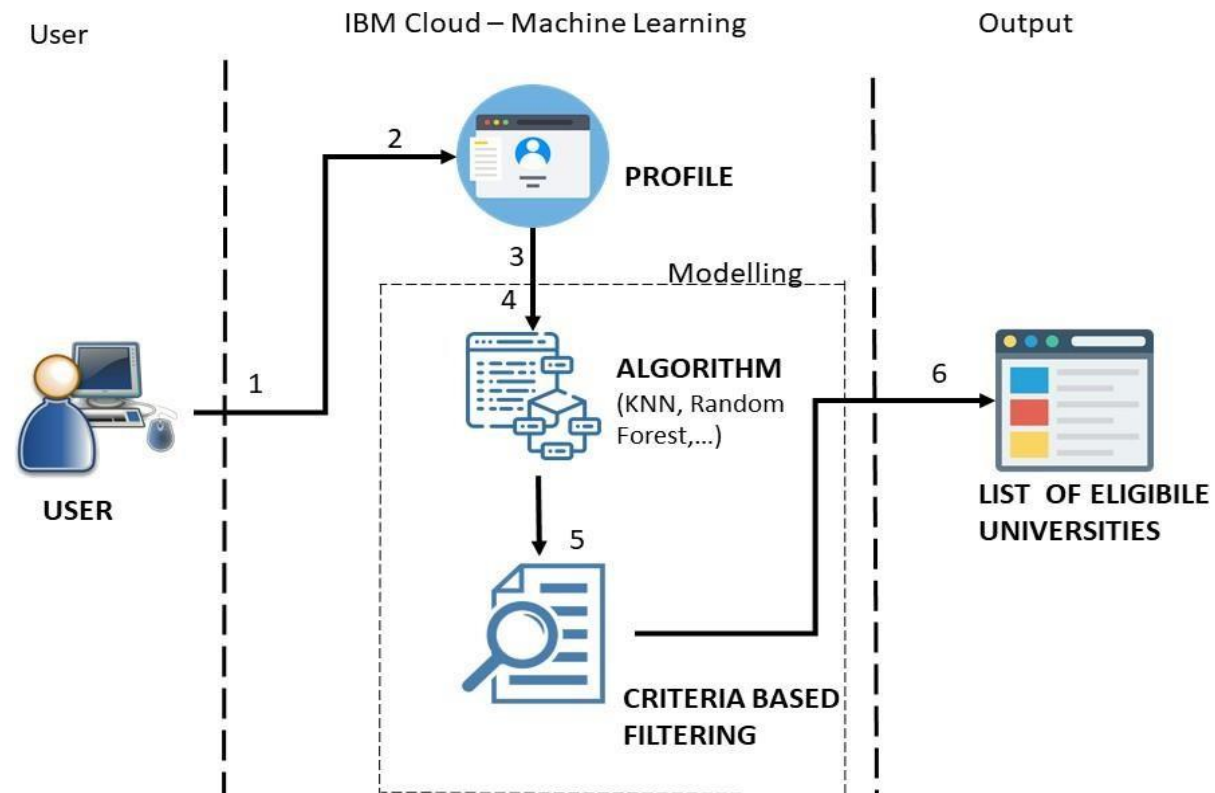 User
IBM Cloud – Machine Learning
Output
2
PROFILE
3
Modelling
4
1
ALGORITHM
(KNN, Random
Forest,...)
6
USER
5
LIST OF ELIGIBILE
UNIVERSITIES
CRITERIA BASED
FILTERING